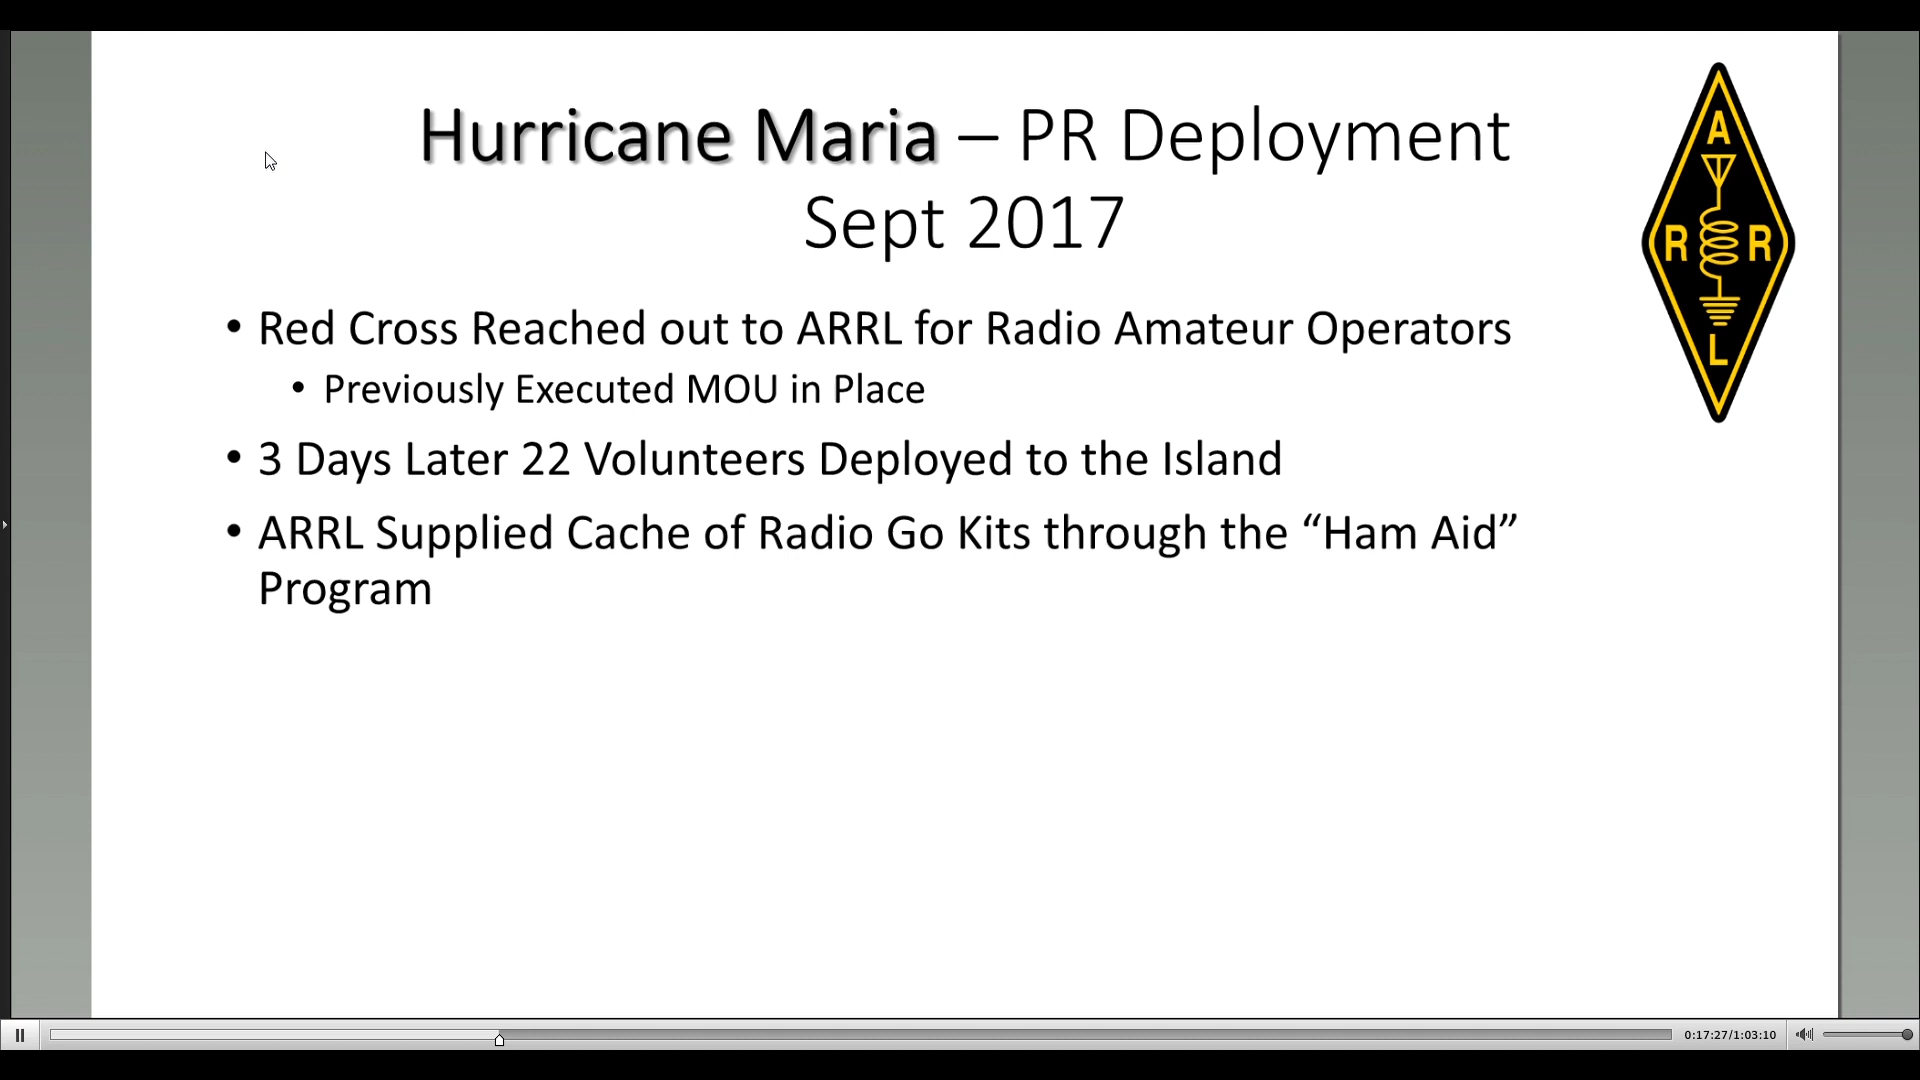 Hurricane Maria – PR Deployment
Sept 2017
• Red Cross Reached out to ARRL for Radio Amateur Operators
• Previously Executed MOU in Place
• 3 Days Later 22 Volunteers Deployed to the Island
• ARRL Supplied Cache of Radio Go Kits through the “Ham Aid”
Program
A
R R
L
0:17:27/1:03:10